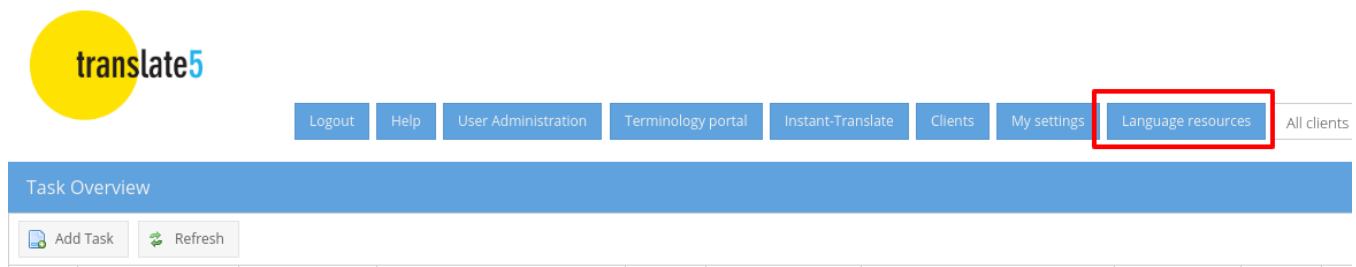 translate5
Logout Help User Administration Terminology portal Instant-Translate Clients My settings Language resources All clients
Task Overview
Add Task Refresh